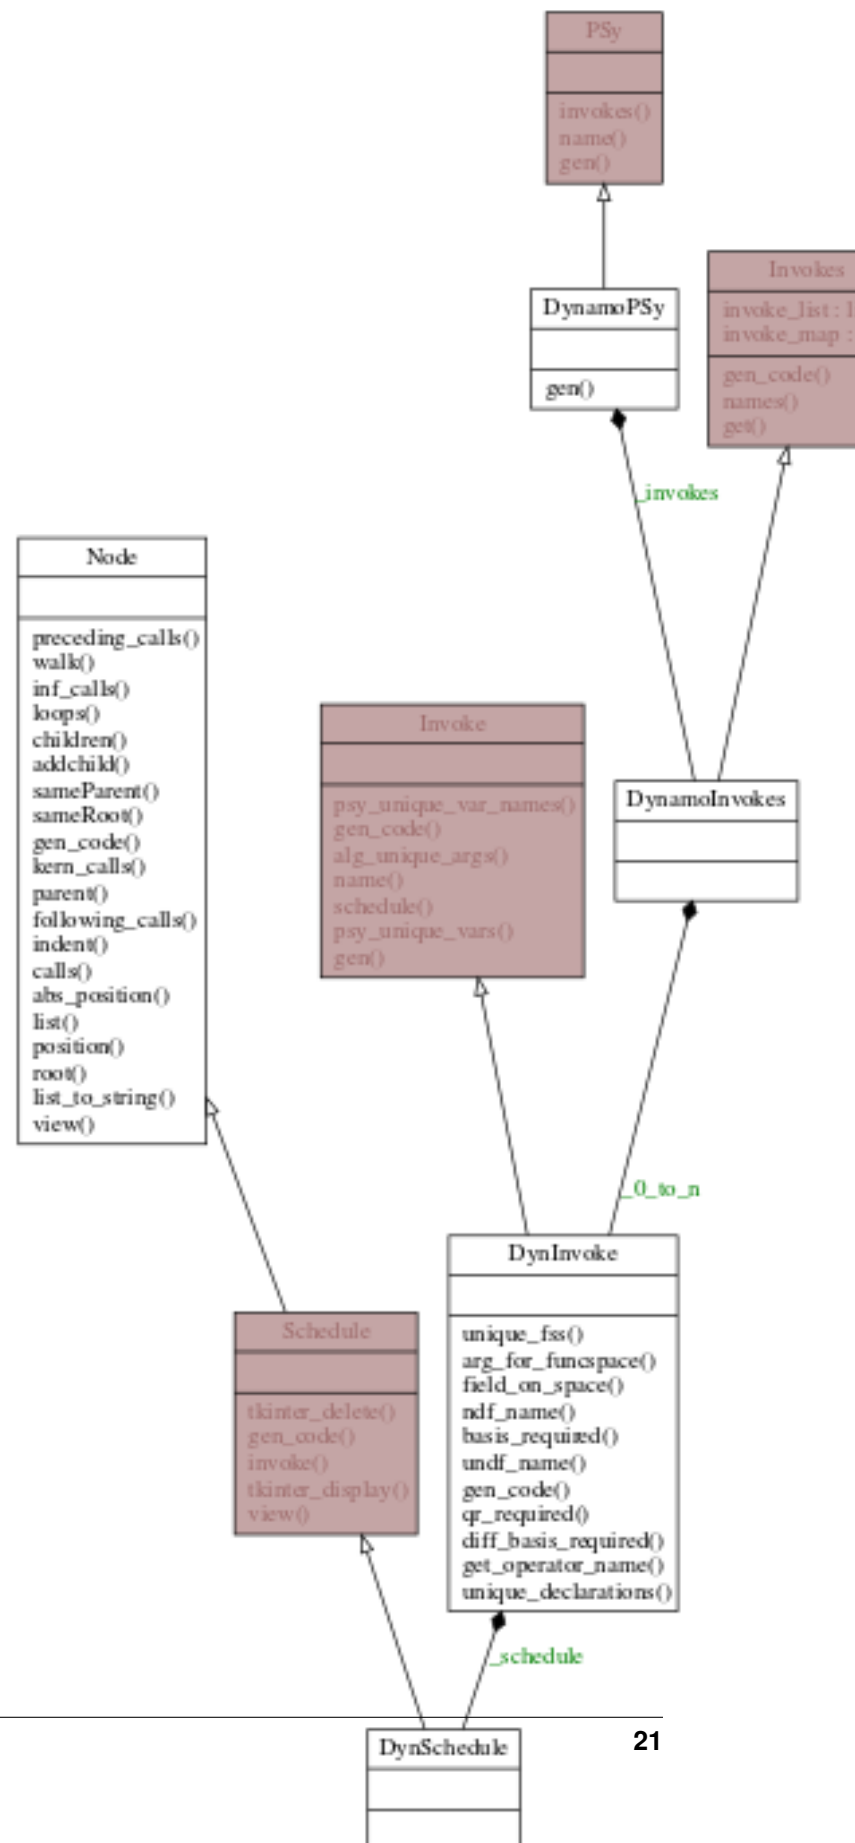 PSy
invokes()
name()
gen()
DynamoPSy
gen()
Invokes
invoke_list : l
invoke_map :
gen_code()
names()
get()
_invokes
Node
preceding_calls()
walk()
inf_calls()
loops()
children()
addchild()
sameParent()
sameRoot()
gen_code()
kern_calls()
parent()
following_calls()
indent()
calls()
abs_position()
list()
position()
root()
list_to_string()
view()
Invoke
psy_unique_var_names()
gen_code()
alg_unique_args()
name()
schedule()
psy_unique_vars()
gen()
DynamoInvokes
_0_to_n
DynInvoke
unique_fss()
arg_for_funcspace()
field_on_space()
ndf_name()
basis_required()
undf_name()
gen_code()
qr_required()
diff_basis_required()
get_operator_name()
unique_declarations()
Schedule
tkinter_delete()
gen_code()
invoke()
tkinter_display()
view()
_schedule
DynSchedule
21